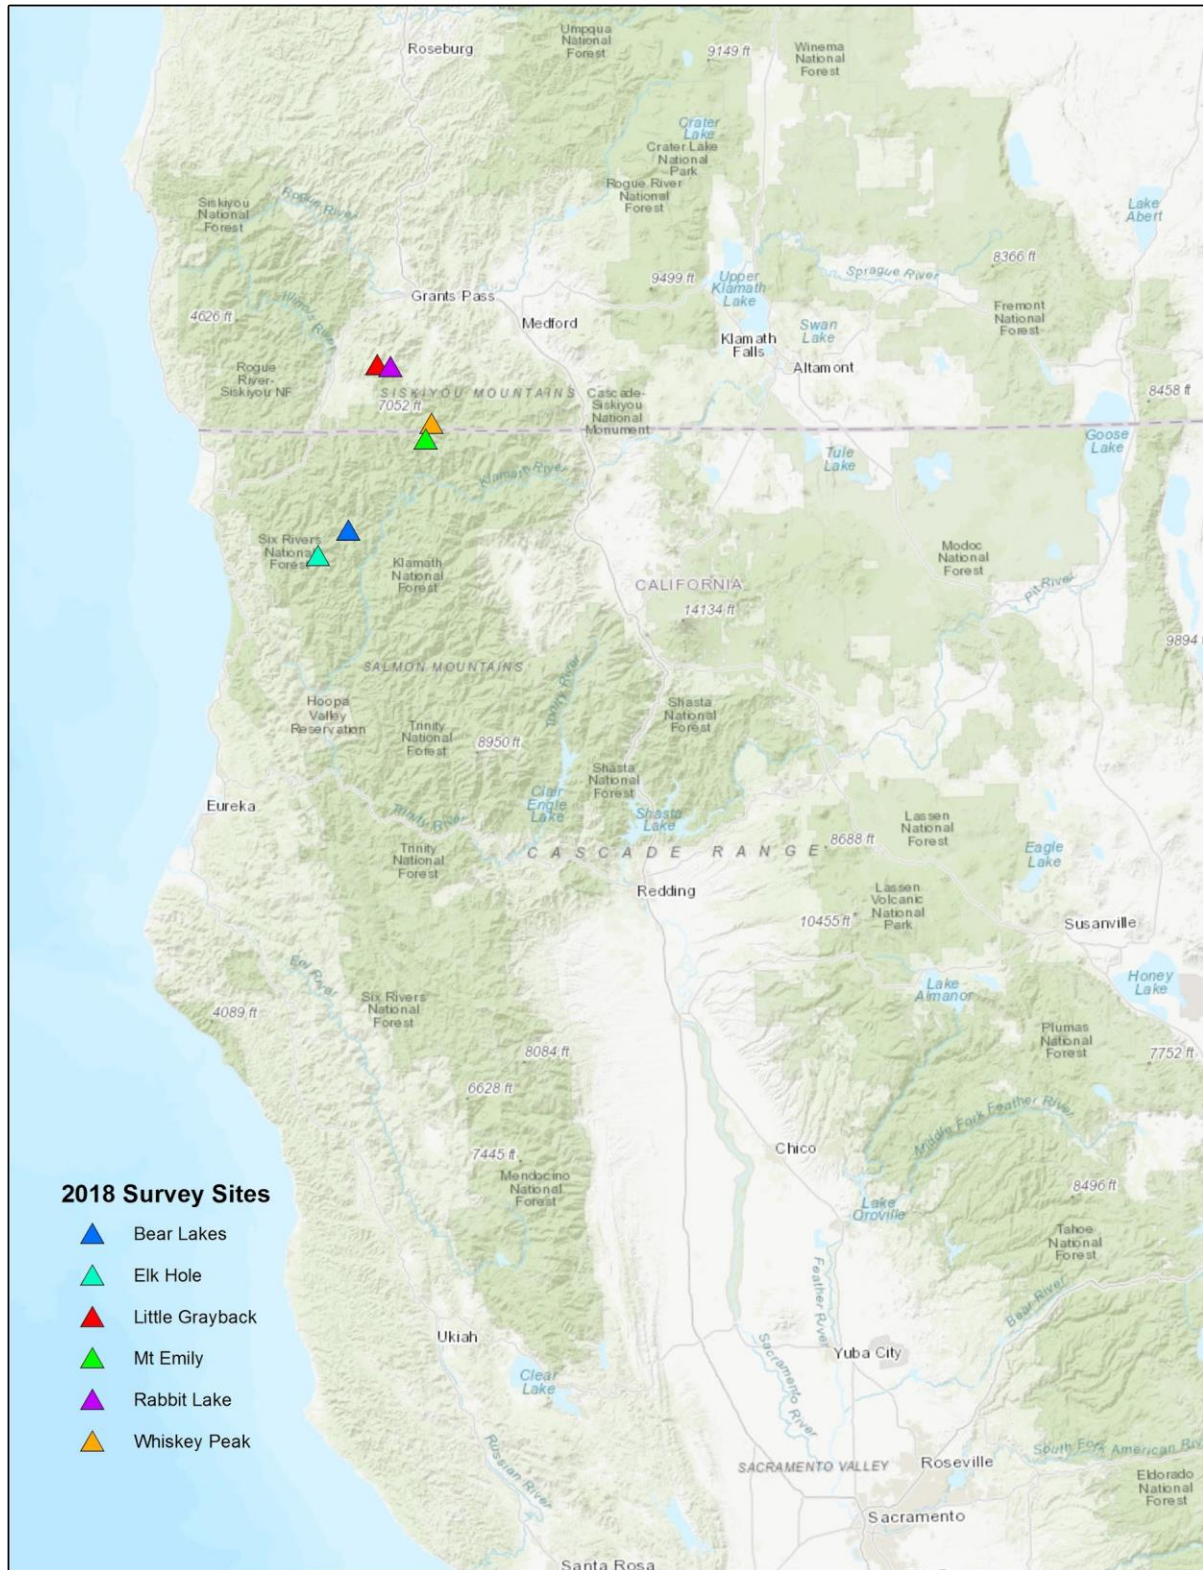 Umpqua
National
Forest
Roseburg
9149 ft
Winema
National
Forest
Crater
Lake
Crater Lake
National
Park
Rogue River
National
Forest
Siskiyou
National
Forest
Rogue River
Lake
Abert
8366 ft
Sprague River
9499 ft
Upper
Klamath
Lake
Grants Pass
Medford
Illinois River
4626 ft
Fremont
National
Forest
Swan
Lake
Klamath
Falls
Altamont
Rogue
River-
Siskiyou NF
SISKIYOU MOUNTAINS
7052 ft
Cascade-
Siskiyou
National
Monument
8458 ft
Goose
Lake
Tule
Lake
Klamath River
Six Rivers
National
Forest
Klamath
National
Forest
Modoc
National
Forest
CALIFORNIA
14134 ft
Pit River
9894 ft
SALMON MOUNTAINS
Trinity River
Hoopa
Valley
Reservation
Shasta
National
Forest
Trinity
National
Forest
8950 ft
Shasta
National
Forest
Clair
Engle
Lake
Shasta
Lake
Eureka
Trinity River
Trinity
National
Forest
Lassen
National
Forest
Eagle
Lake
8688 ft
CASCADE RANGE
Redding
Lassen
Volcanic
National
Park
10455 ft
Susanville
Eel River
Lake
Almanor
Honey
Lake
Six Rivers
National
Forest
4089 ft
Plumas
National
Forest
7752 ft
8084 ft
6628 ft
Middle Fork Feather River
Chico
7445 ft
Mendocino
National
Forest
8496 ft
Lake
Oroville
Tahoe
National
Forest
2018 Survey Sites
Bear Lakes
Elk Hole
Little Grayback
Mt Emily
Rabbit Lake
Whiskey Peak
Feather River
Bear River
Ukiah
Yuba City
Clear
Lake
Sacramento River
Russian River
SACRAMENTO VALLEY
Roseville
South Fork American River
Eldorado
National
Forest
Sacramento
Santa Rosa